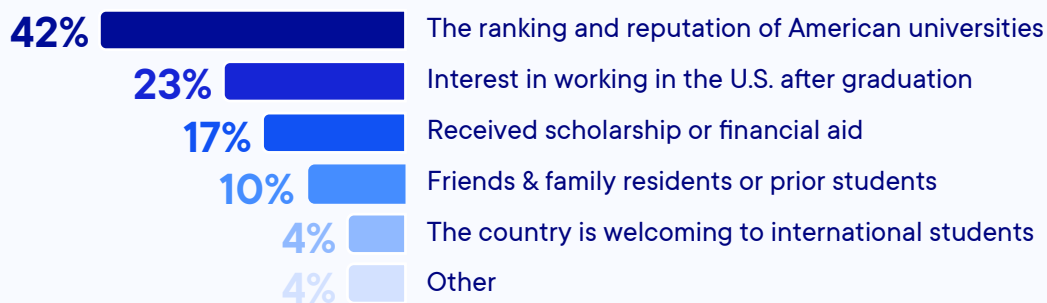 42% The ranking and reputation of American universities
23% Interest in working in the U.S. after graduation
17% Received scholarship or financial aid
10% Friends & family residents or prior students
4% The country is welcoming to international students
4% Other